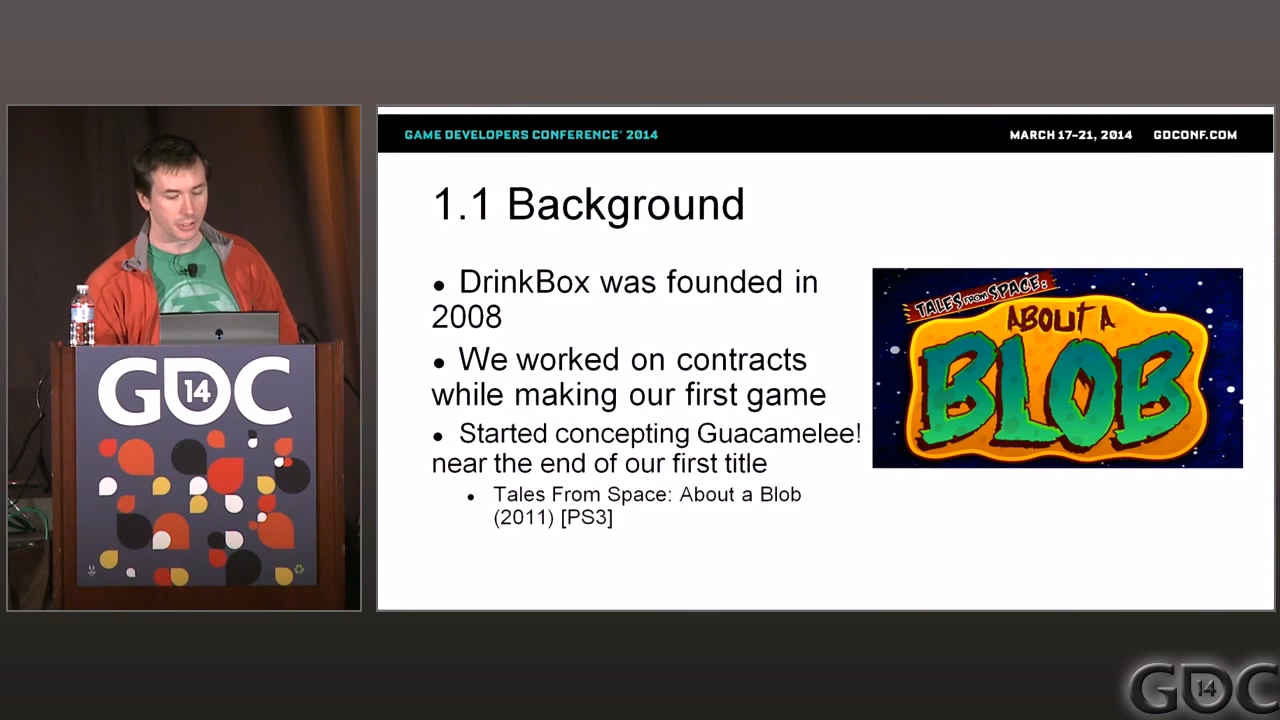 GAME DEVELOPERS CONFERENCE® 2014
MARCH 17-21, 2014 GDCONF.COM
1.1 Background
• DrinkBox was founded in
2008
• We worked on contracts
while making our first game
• Started concepting Guacamelee!
near the end of our first title
• Tales From Space: About a Blob
(2011) [PS3]
TALES FROM SPACE:
ABOUT A
BLOB
GDC
14
GDC
14